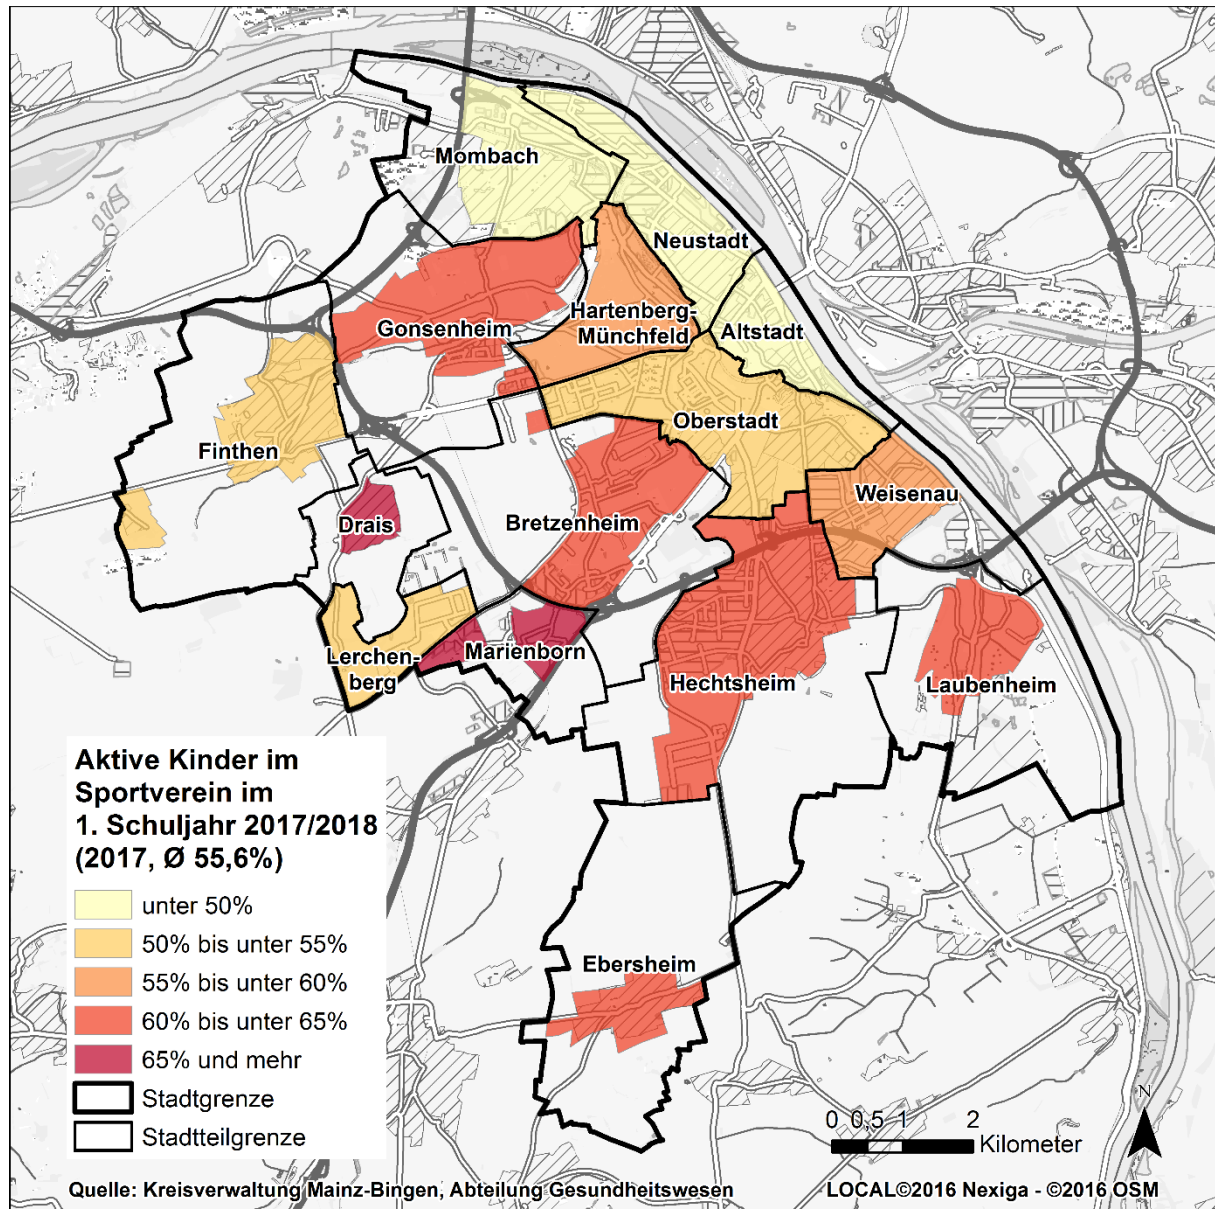 Mombach
Neustadt
Gonsenheim
Hartenberg-
Münchfeld
Altstadt
Oberstadt
Finthen
Weisenau
Drais
Bretzenheim
Marienborn
Lerchen-
berg
Hechtsheim
Laubenheim
Ebersheim
Aktive Kinder im
Sportverein im
1. Schuljahr 2017/2018
(2017, Ø 55,6%)
unter 50%
50% bis unter 55%
55% bis unter 60%
60% bis unter 65%
65% und mehr
Stadtgrenze
Stadtteilgrenze
N
0 0,5 1 2
Kilometer
Quelle: Kreisverwaltung Mainz-Bingen, Abteilung Gesundheitswesen
LOCAL©2016 Nexiga - ©2016 OSM